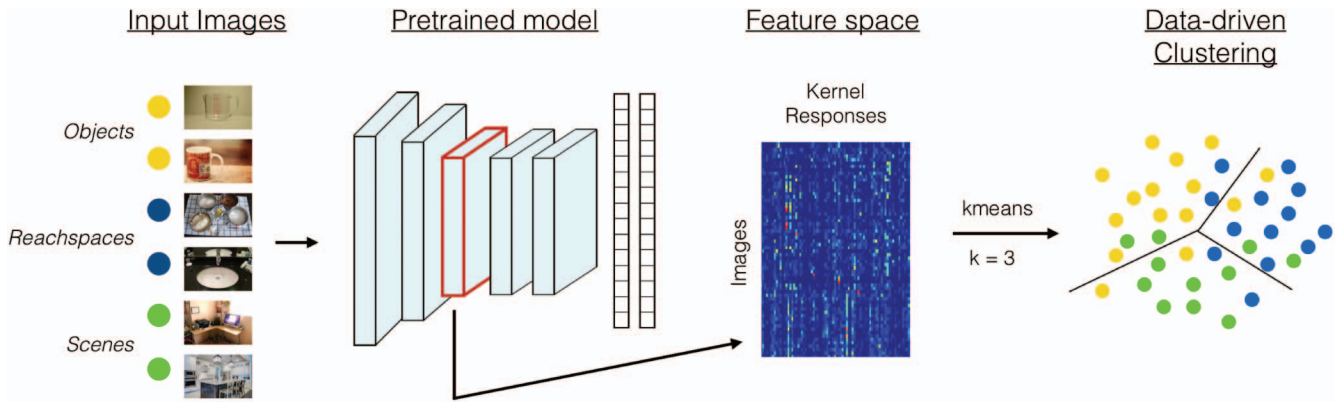 Input Images
Pretrained model
Feature space
Data-driven
Clustering
Objects
Reachspaces
Scenes
Kernel
Responses
Images
kmeans
k = 3